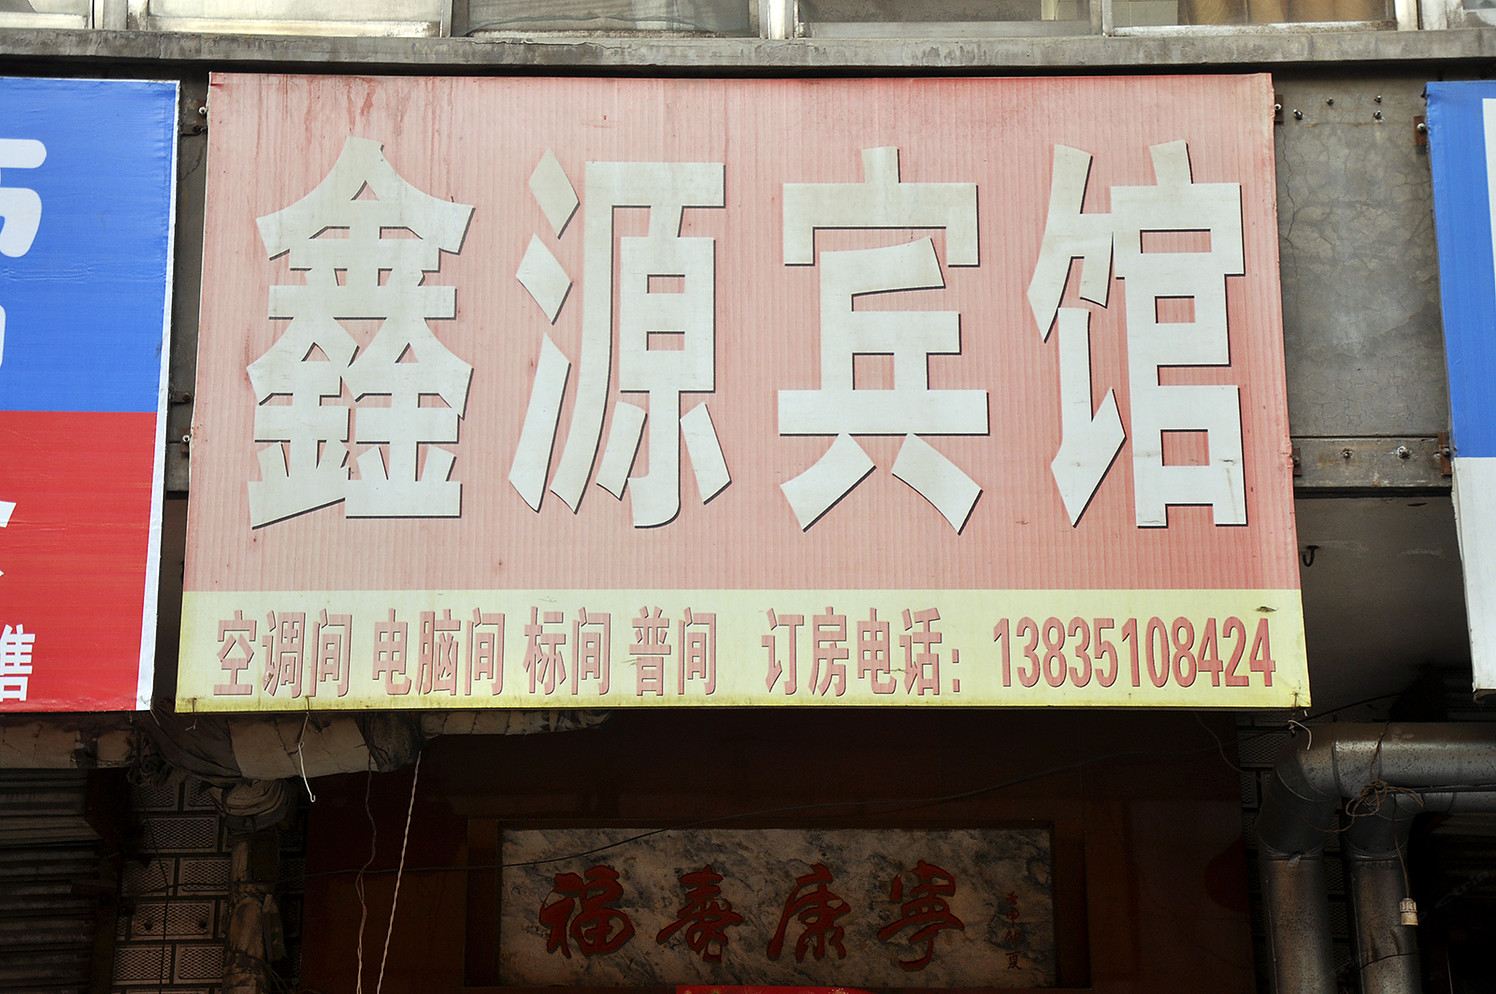 鑫源宾馆
空调间 电脑间 标间 普间 订房电话：13835108424
福寿康宁